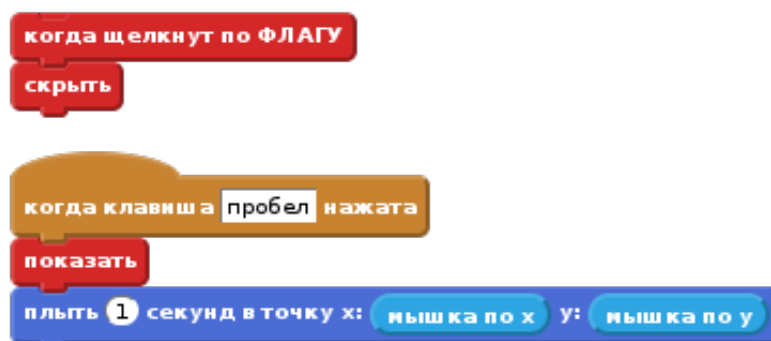 когда щелкнут по ФЛАГУ
скрыть
когда клавиша пробел нажата
показать
плыть 1 секунд в точку x: мышка по x y: мышка по y